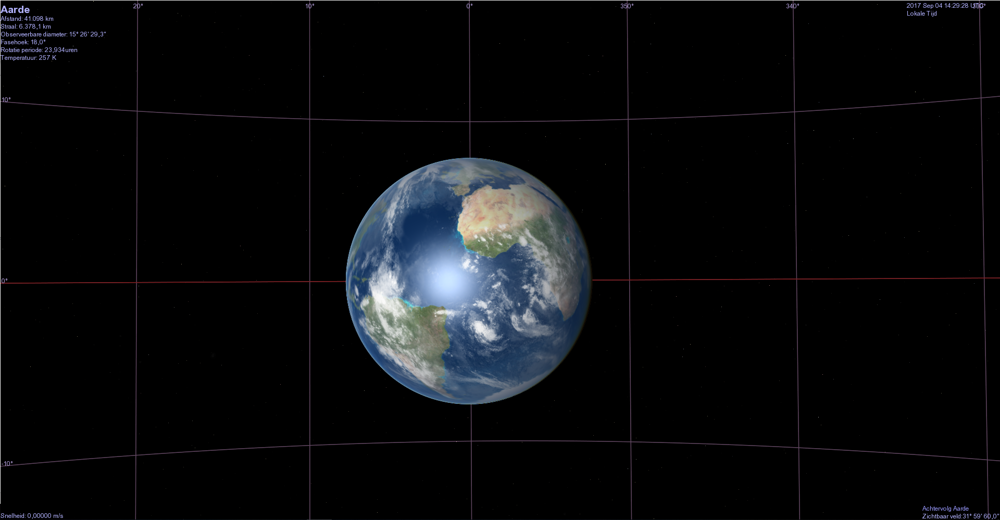 20° 10° 0° 350° 340° 330°
Aarde
2017 Sep 04 14:29:28 UTC
Lokale Tijd
Afstand: 41.098 km
Straal: 6.378,1 km
Observeerbare diameter: 15° 26' 29,3"
Fasehoek: 18,0°
Rotatie periode: 23,934uren
Temperatuur: 257 K
10°
0°
-10°
Achtervolg Aarde
Snelheid: 0,00000 m/s
Zichtbaar veld:31° 59' 60,0"